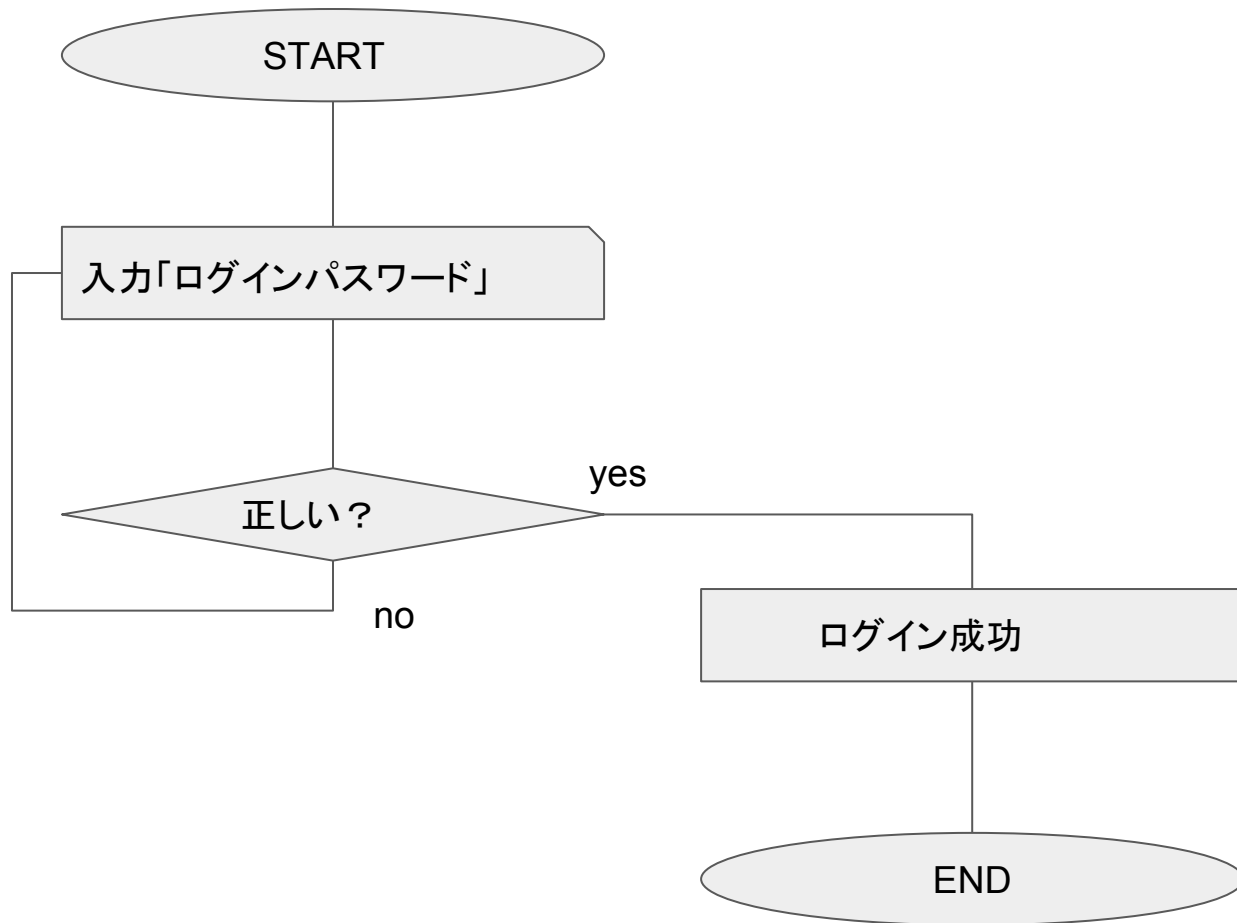 START
入力「ログインパスワード」
正しい？
yes
no
ログイン成功
END